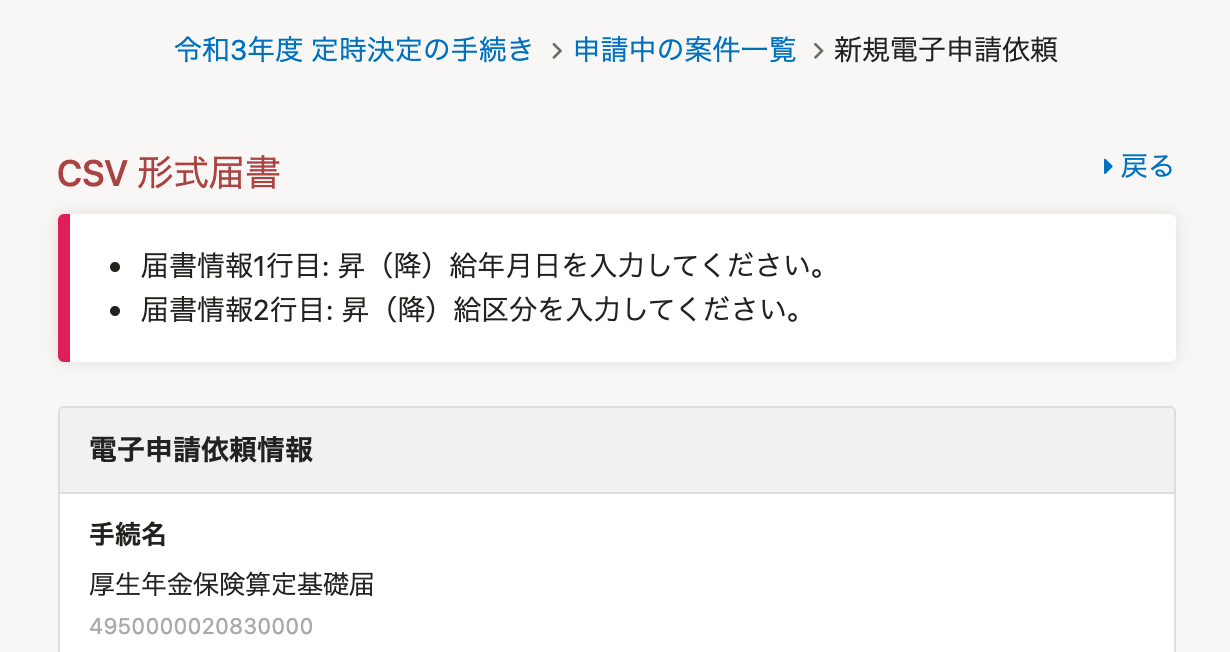 令和3年度 定時決定の手続き > 申請中の案件一覧 > 新規電子申請依頼
CSV 形式届書
戻る
届書情報1行目: 昇（降）給年月日を入力してください。
届書情報2行目: 昇（降）給区分を入力してください。
電子申請依頼情報
手続名
厚生年金保険算定基礎届
4950000020830000